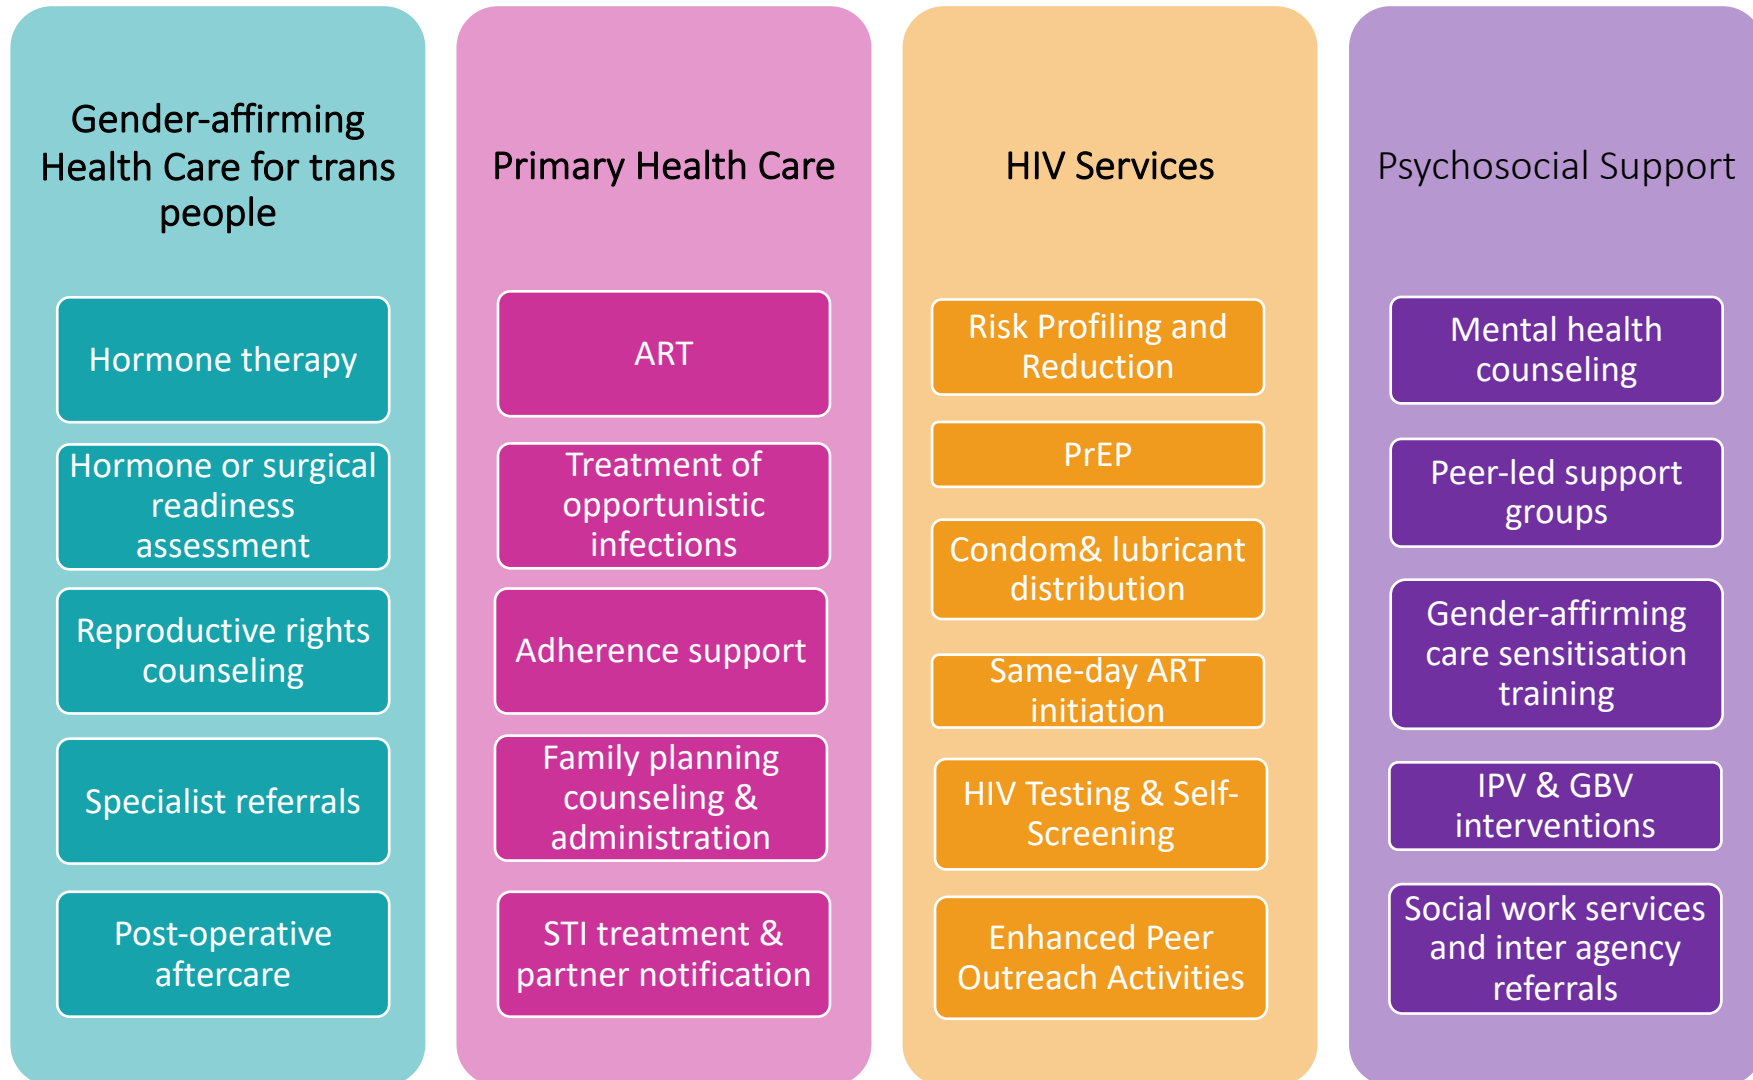 Gender-affirming
Health Care for trans
people
Hormone therapy
Hormone or surgical
readiness
assessment
Reproductive rights
counseling
Specialist referrals
Post-operative
aftercare
Primary Health Care
ART
Treatment of
opportunistic
infections
Adherence support
Family planning
counseling &
administration
STI treatment &
partner notification
HIV Services
Risk Profiling and
Reduction
PrEP
Condom& lubricant
distribution
Same-day ART
initiation
HIV Testing & Self-
Screening
Enhanced Peer
Outreach Activities
Psychosocial Support
Mental health
counseling
Peer-led support
groups
Gender-affirming
care sensitisation
training
IPV & GBV
interventions
Social work services
and inter agency
referrals